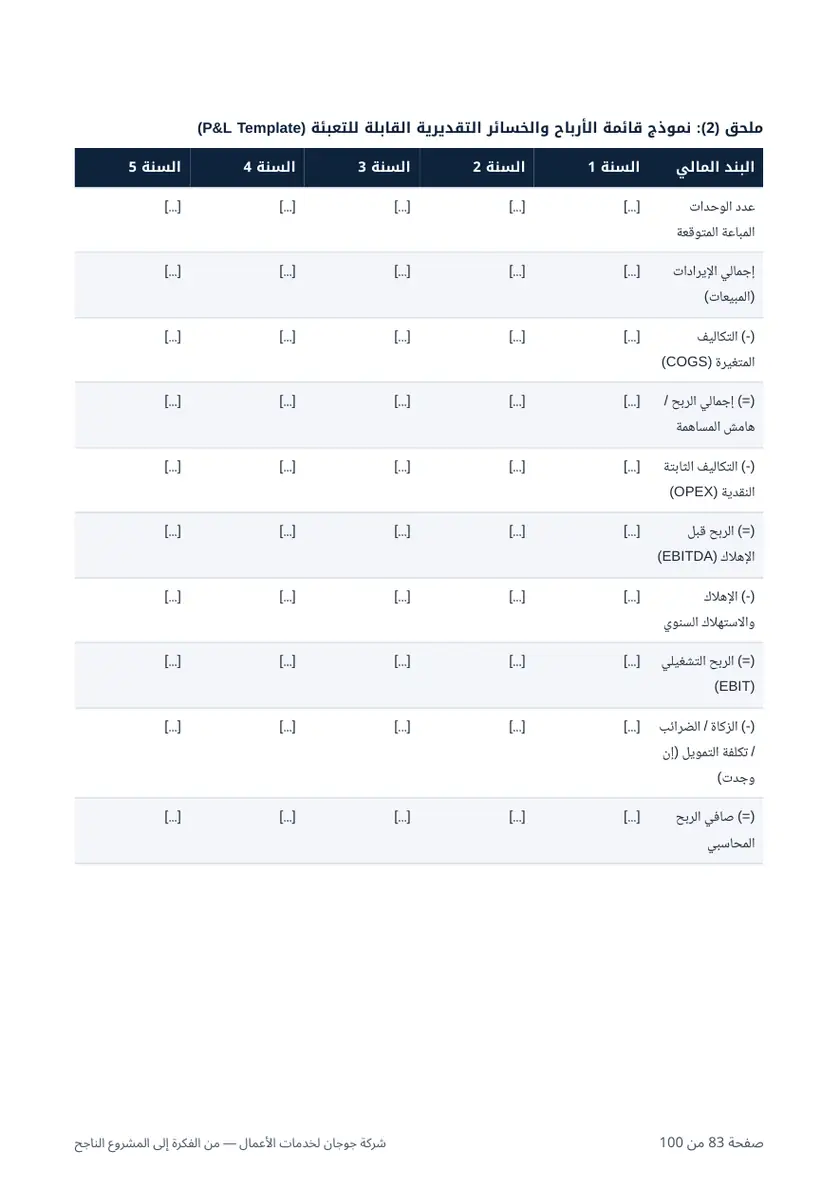 ملحق (2): نموذج قائمة الأرباح والخسائر التقديرية القابلة للتعبئة (P&L Template)
البند المالي السنة 1 السنة 2 السنة 3 السنة 4 السنة 5
عدد الوحدات [...] [...] [...] [...] [...]
المباعة المتوقعة
إجمالي الإيرادات [...] [...] [...] [...] [...]
(المبيعات)
(-) التكاليف [...] [...] [...] [...] [...]
المتغيرة (COGS)
(=) إجمالي الربح / [...] [...] [...] [...] [...]
هامش المساهمة
(-) التكاليف الثابتة [...] [...] [...] [...] [...]
النقدية (OPEX)
(=) الربح قبل [...] [...] [...] [...] [...]
الإهلاك (EBITDA)
(-) الإهلاك [...] [...] [...] [...] [...]
والاستهلاك السنوي
(=) الربح التشغيلي [...] [...] [...] [...] [...]
(EBIT)
(-) الزكاة / الضرائب [...] [...] [...] [...] [...]
/ تكلفة التمويل (إن
وجدت)
(=) صافي الربح [...] [...] [...] [...] [...]
المحاسبي
صفحة 83 من 100 شركة جوجان لخدمات الأعمال — من الفكرة إلى المشروع الناجح